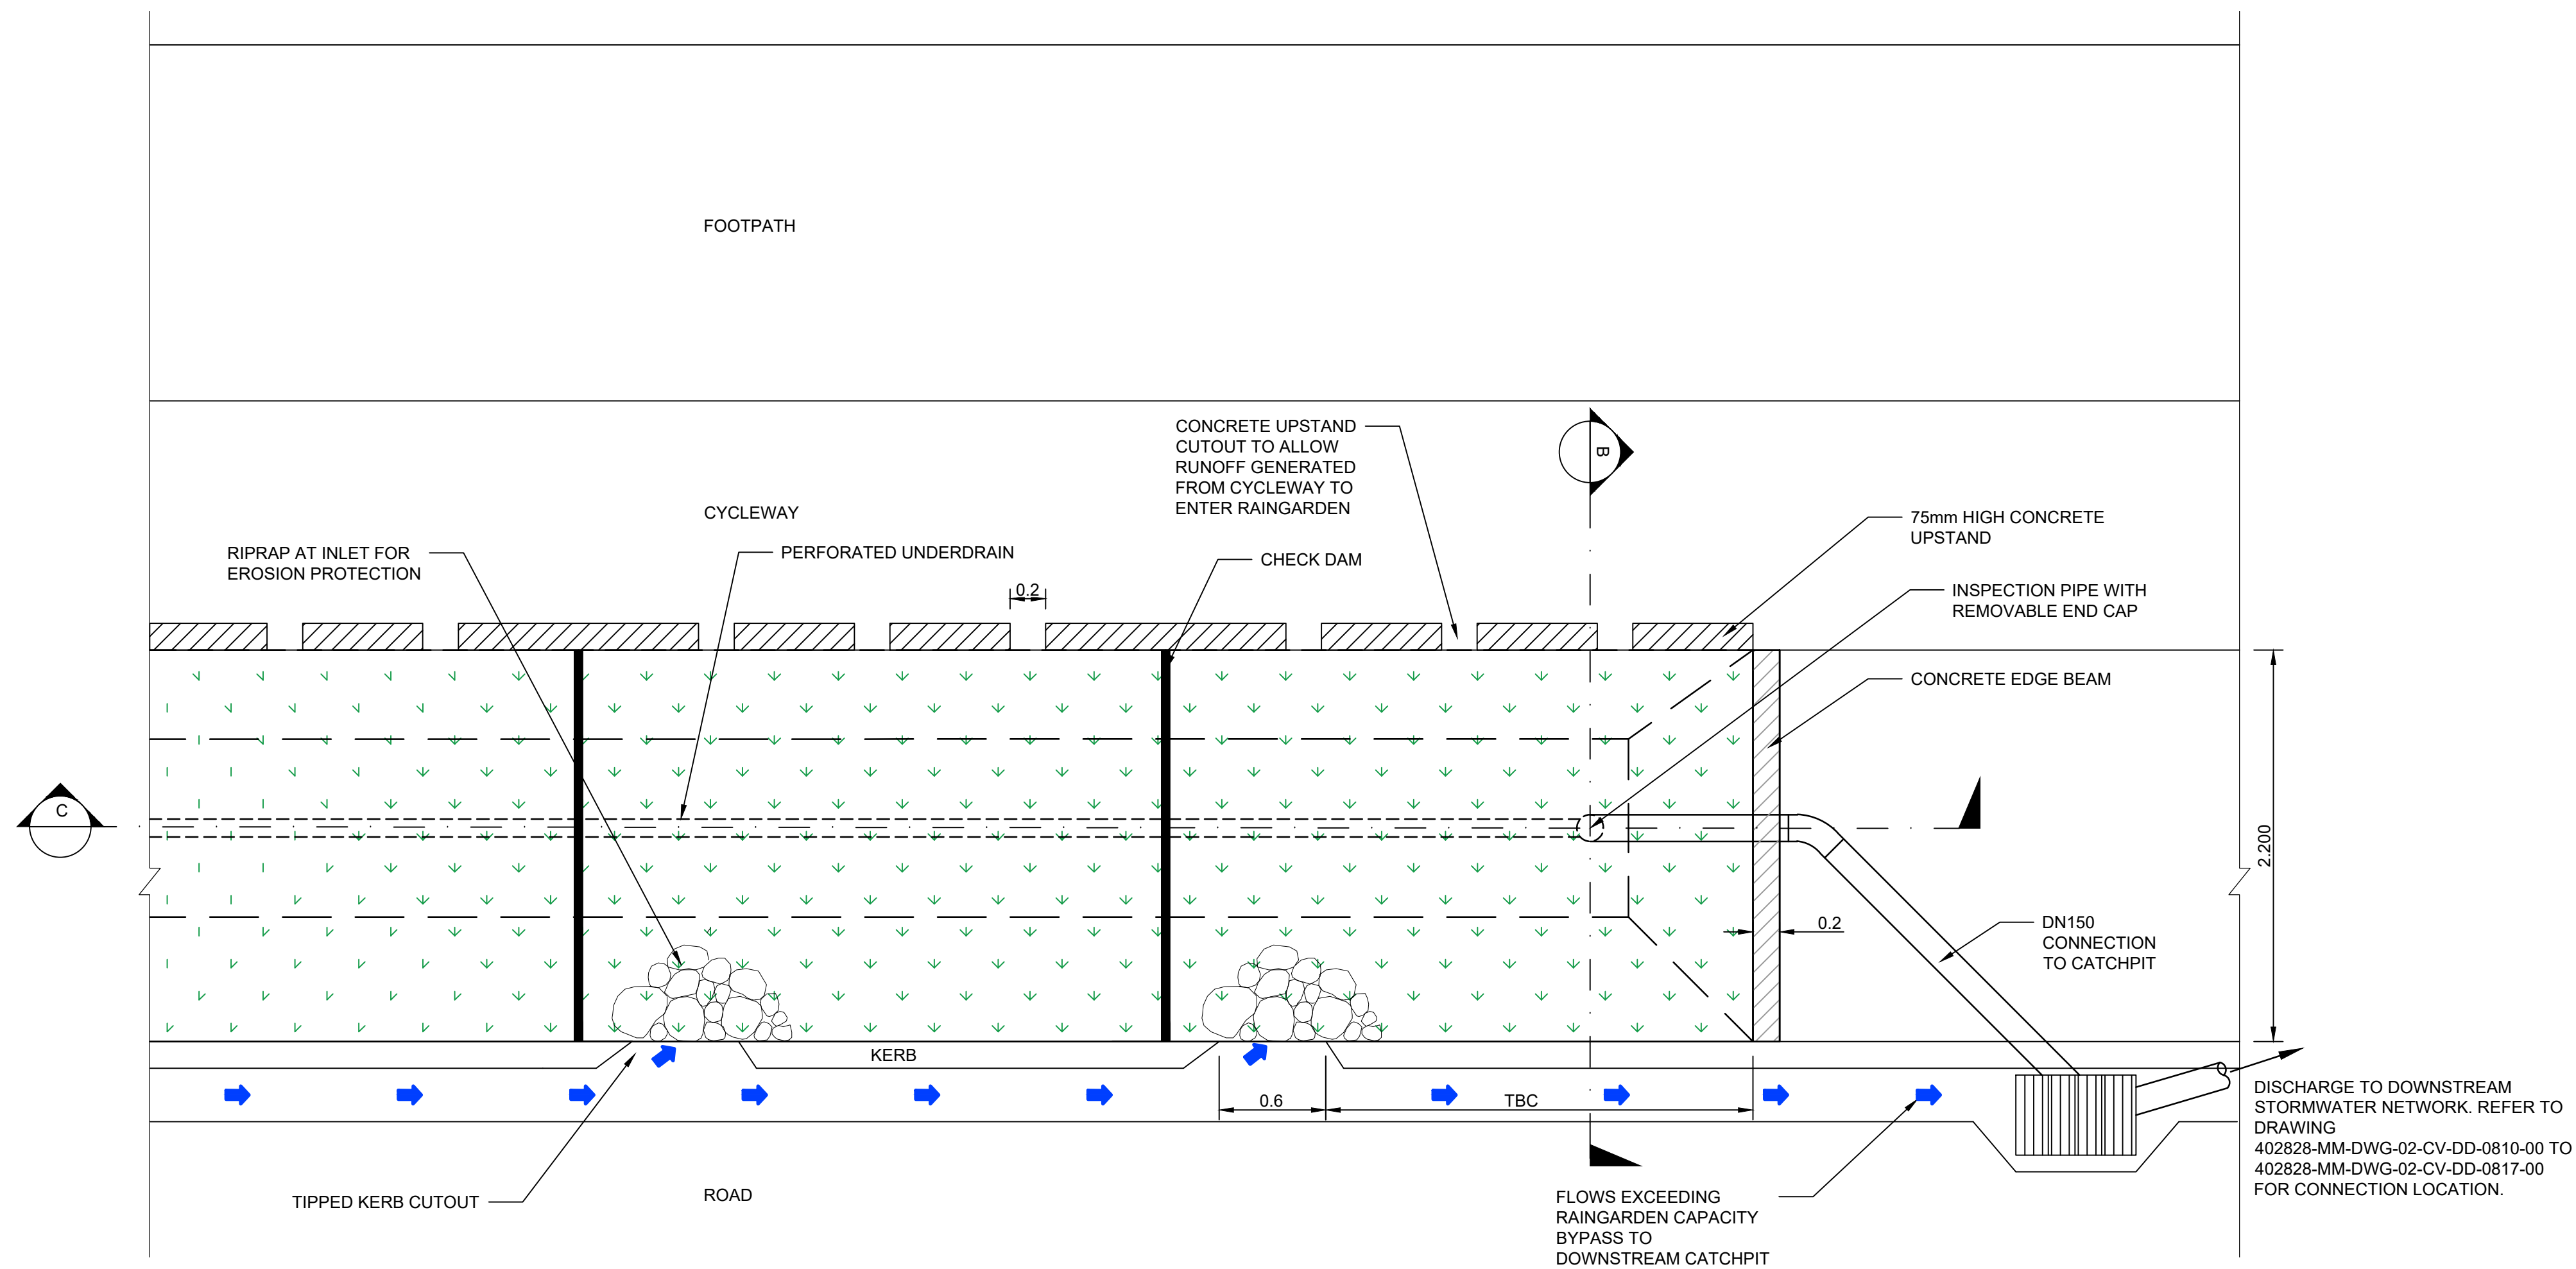 FOOTPATH
CONCRETE UPSTAND
CUTOUT TO ALLOW
RUNOFF GENERATED
FROM CYCLEWAY TO
ENTER RAINGARDEN
B
CYCLEWAY
75mm HIGH CONCRETE
UPSTAND
RIPRAP AT INLET FOR
EROSION PROTECTION
PERFORATED UNDERDRAIN
CHECK DAM
0.2
INSPECTION PIPE WITH
REMOVABLE END CAP
CONCRETE EDGE BEAM
C
2.200
0.2
DN150
CONNECTION
TO CATCHPIT
KERB
0.6
TBC
DISCHARGE TO DOWNSTREAM
STORMWATER NETWORK. REFER TO
DRAWING
402828-MM-DWG-02-CV-DD-0810-00 TO
402828-MM-DWG-02-CV-DD-0817-00
FOR CONNECTION LOCATION.
TIPPED KERB CUTOUT
ROAD
FLOWS EXCEEDING
RAINGARDEN CAPACITY
BYPASS TO
DOWNSTREAM CATCHPIT